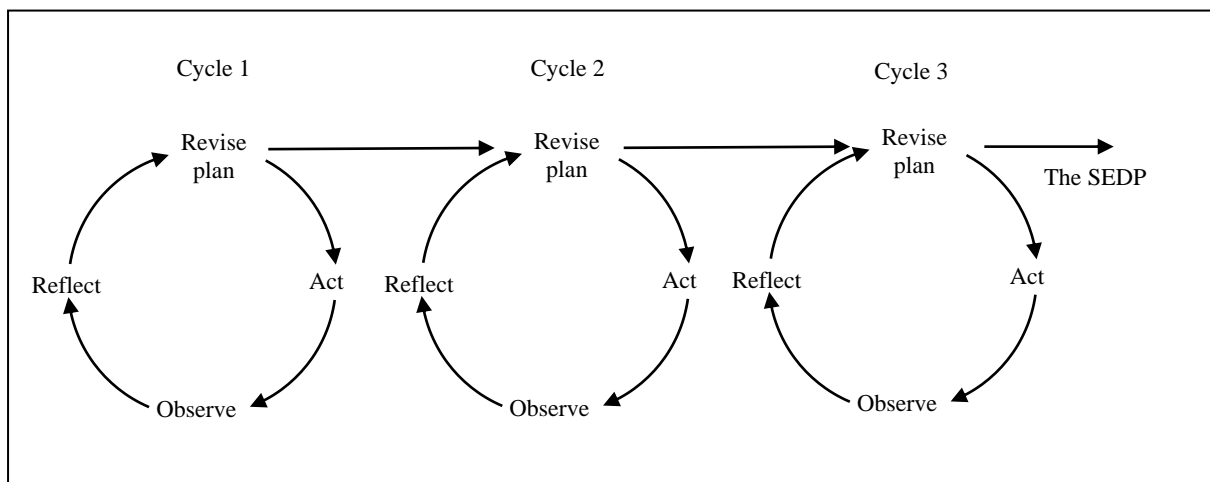 Cycle 1
Cycle 2
Cycle 3
Revise
plan
Revise
plan
Revise
plan
The SEDP
Reflect
Act
Reflect
Act
Reflect
Act
Observe
Observe
Observe